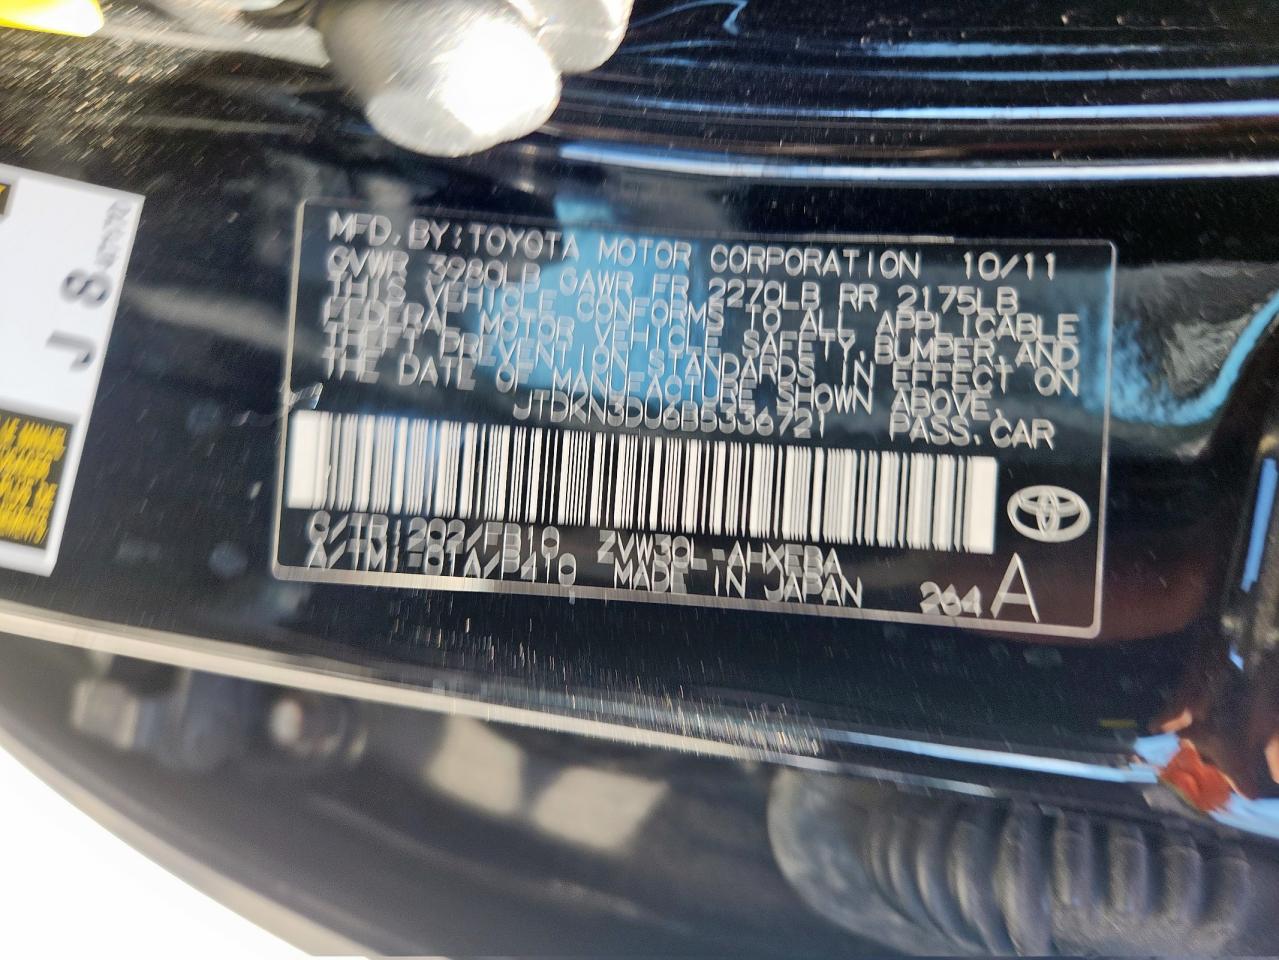 MFD. BY: TOYOTA MOTOR CORPORATION 10/11
GVWR 3980LB GAWR FR 2270LB RR 2175LB
THIS VEHICLE CONFORMS TO ALL APPLICABLE
FEDERAL MOTOR VEHICLE SAFETY, BUMPER, AND
THEFT PREVENTION STANDARDS IN EFFECT ON
THE DATE OF MANUFACTURE SHOWN ABOVE.
JTDKN3DU6B5336721 PASS. CAR
C/TR: 202/FB10 ZVW30L-AHXEBA
A/TM: -01A/P410 MADE IN JAPAN 264 A
J 8